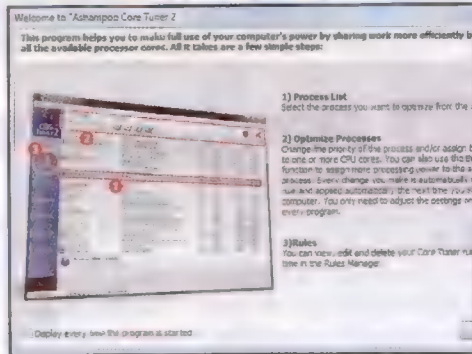 Welcome to "Ashampoo Core Tuner 2
This program helps you to make full use of your computer's power by sharing work more efficiently b
all the available processor cores. All it takes are a few simple steps:
1) Process List
Select the process you want to optimize from the
2) Optimize Processes
Change the priority of the process and/or assign
to one or more CPU cores. You can also use the
function to assign more processing power to the
process. Every change you make is automatically
rule and applied automatically the next time you
computer. You only need to adjust the settings
every program.
3)Rules
You can view, edit and delete your Core Tuner
time in the Rules Manager.
Display every time the program is started